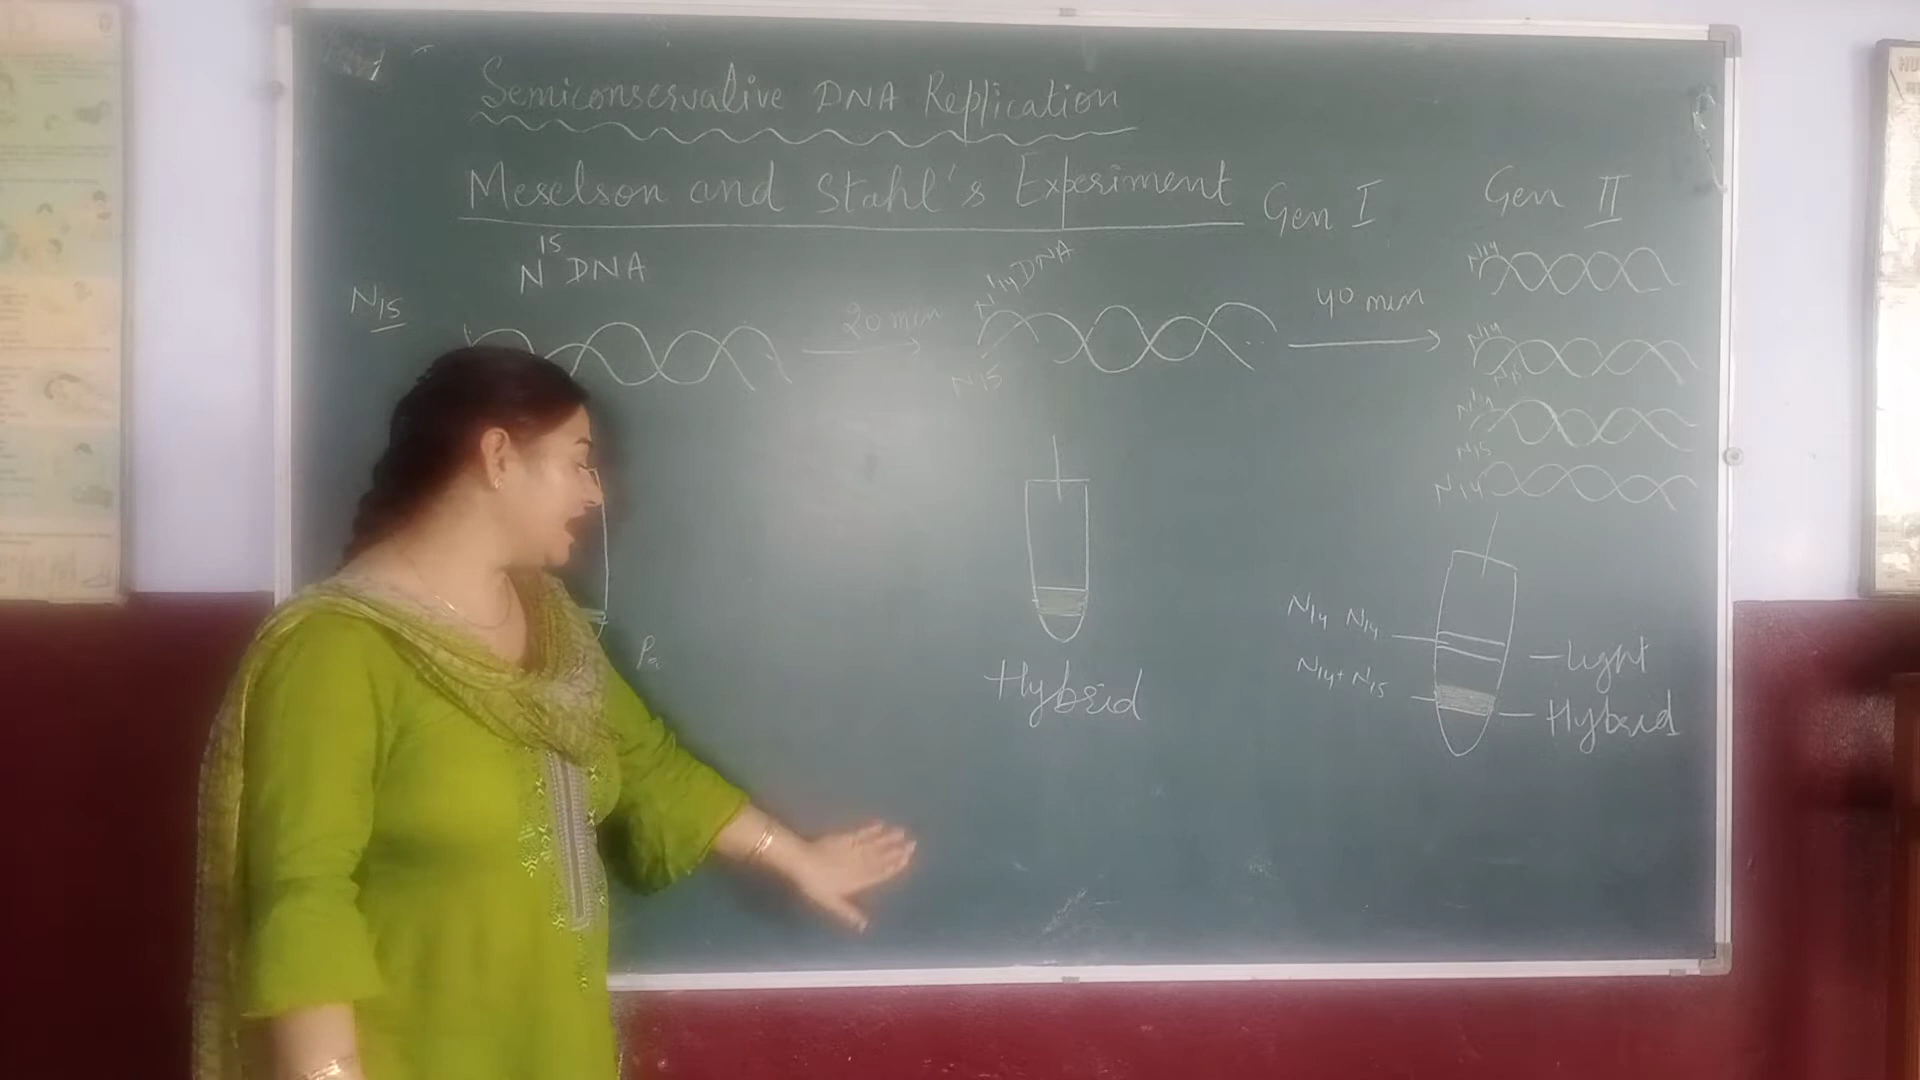 Semiconservative DNA Replication
Meselson and Stahl's Experiment
Gen I
Gen II
N15 DNA
N15
20 min
N14 DNA
N15
40 min
N14
N14
N15
N14
N15
N14
Hybrid
N14 N14
N14 + N15
light
Hybrid